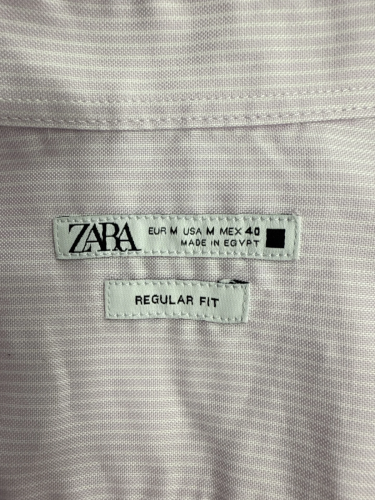 ZARA
EUR M USA M MEX 40
MADE IN EGYPT
REGULAR FIT